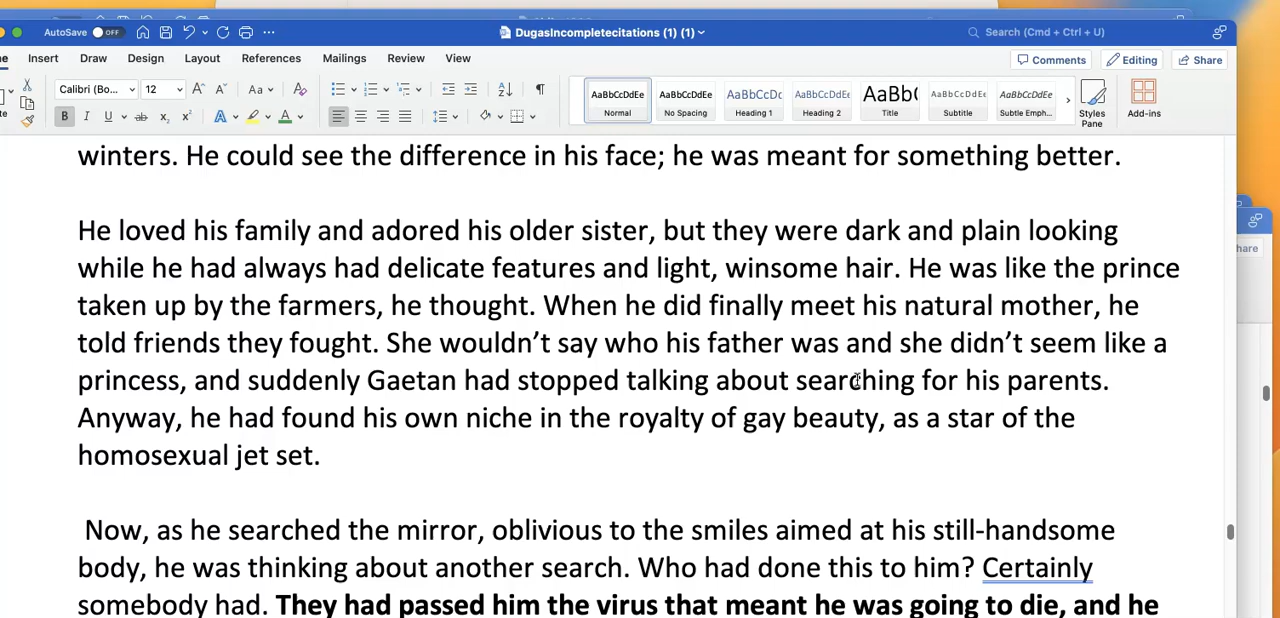 AutoSave OFF DugasIncompletecitations (1) (1) Search (Cmd + Ctrl + U)
Insert Draw Design Layout References Mailings Review View Comments Editing Share
Calibri (Bo... 12 A A Aa AaBbCcDdEe AaBbCcDdEe AaBbCcDc AaBbCcDdEe AaBb( AaBbCcDdEe AaBbCcDdEe
B I U ab x₂ x² A A Normal No Spacing Heading 1 Heading 2 Title Subtitle Subtle Emph... Styles Pane Add-ins
winters. He could see the difference in his face; he was meant for something better.
He loved his family and adored his older sister, but they were dark and plain looking
while he had always had delicate features and light, winsome hair. He was like the prince
taken up by the farmers, he thought. When he did finally meet his natural mother, he
told friends they fought. She wouldn’t say who his father was and she didn’t seem like a
princess, and suddenly Gaetan had stopped talking about searching for his parents.
Anyway, he had found his own niche in the royalty of gay beauty, as a star of the
homosexual jet set.
Now, as he searched the mirror, oblivious to the smiles aimed at his still-handsome
body, he was thinking about another search. Who had done this to him? Certainly
somebody had. They had passed him the virus that meant he was going to die, and he